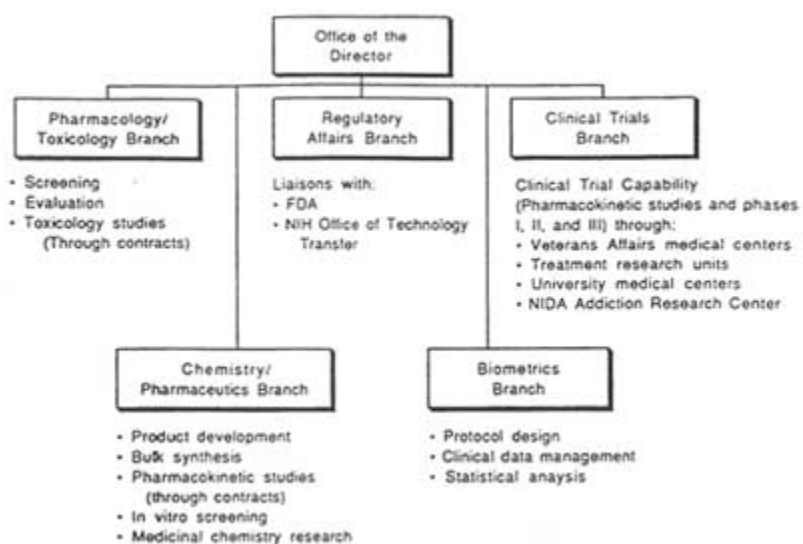 Office of the
Director
Pharmacology/
Toxicology Branch
• Screening
• Evaluation
• Toxicology studies
(Through contracts)
Regulatory
Affairs Branch
Liaisons with:
• FDA
• NIH Office of Technology
Transfer
Clinical Trials
Branch
Clinical Trial Capability
(Pharmacokinetic studies and phases
I, II, and III) through:
• Veterans Affairs medical centers
• Treatment research units
• University medical centers
• NIDA Addiction Research Center
Chemistry/
Pharmaceutics Branch
• Product development
• Bulk synthesis
• Pharmacokinetic studies
(through contracts)
• In vitro screening
• Medicinal chemistry research
Biometrics
Branch
• Protocol design
• Clinical data management
• Statistical anaysis